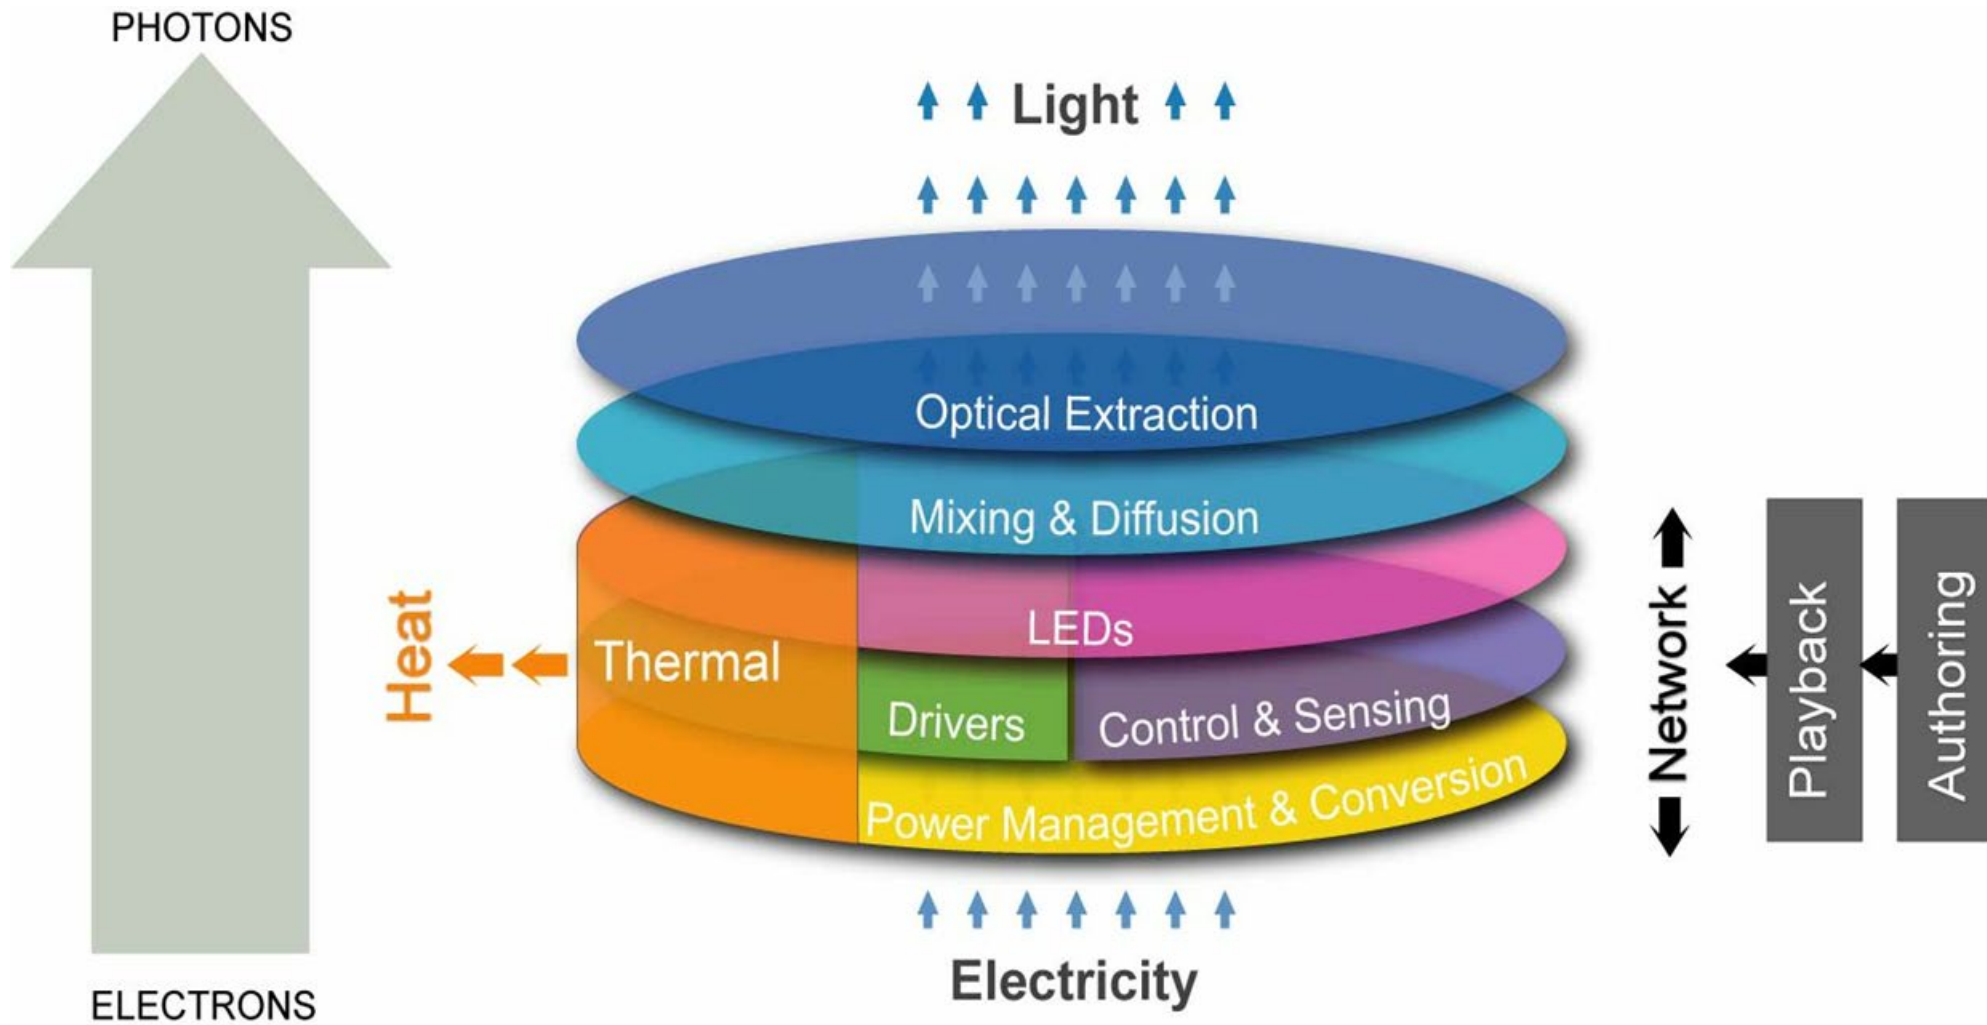 PHOTONS
Light
Optical Extraction
Mixing & Diffusion
LEDs
Thermal
Heat
Drivers
Control & Sensing
Power Management & Conversion
Network
Playback
Authoring
Electricity
ELECTRONS